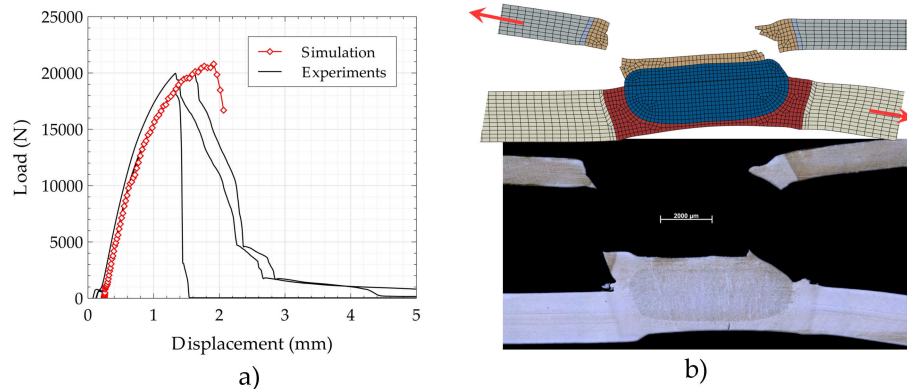 25000
20000
15000
10000
5000
0
Load (N)
Simulation
Experiments
0 1 2 3 4 5
Displacement (mm)
a)
2000 µm
b)